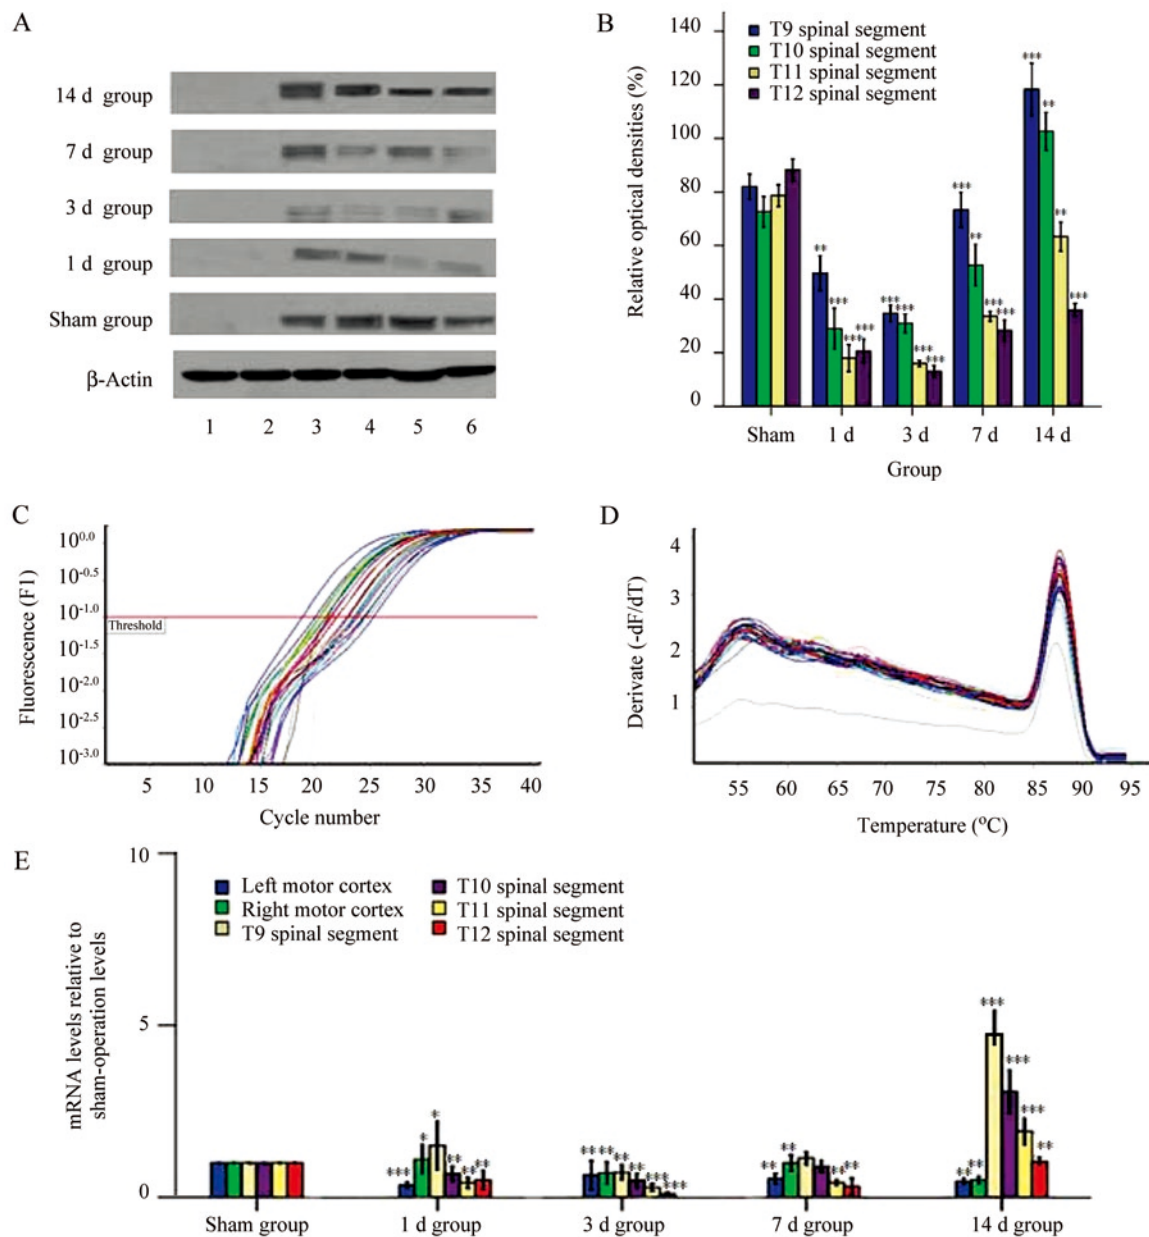 A
14 d group
7 d group
3 d group
1 d group
Sham group
β-Actin
1 2 3 4 5 6
B
T9 spinal segment
T10 spinal segment
T11 spinal segment
T12 spinal segment
Relative optical densities (%)
140
120
100
80
60
40
20
0
*** ** ** ***
*** ** *** ***
** *** *** ***
*** *** ***
Sham 1 d 3 d 7 d 14 d
Group
C
Fluorescence (F1)
10^0.0
10^-0.5
10^-1.0
10^-1.5
10^-2.0
10^-2.5
10^-3.0
Threshold
5 10 15 20 25 30 35 40
Cycle number
D
Derivate (-dF/dT)
4
3
2
1
55 60 65 70 75 80 85 90 95
Temperature (°C)
E
mRNA levels relative to
sham-operation levels
10
5
0
Left motor cortex
Right motor cortex
T9 spinal segment
T10 spinal segment
T11 spinal segment
T12 spinal segment
*** * * ** ** **
** ** ** ** *** ***
** ** ** **
** ** *** *** *** **
Sham group 1 d group 3 d group 7 d group 14 d group